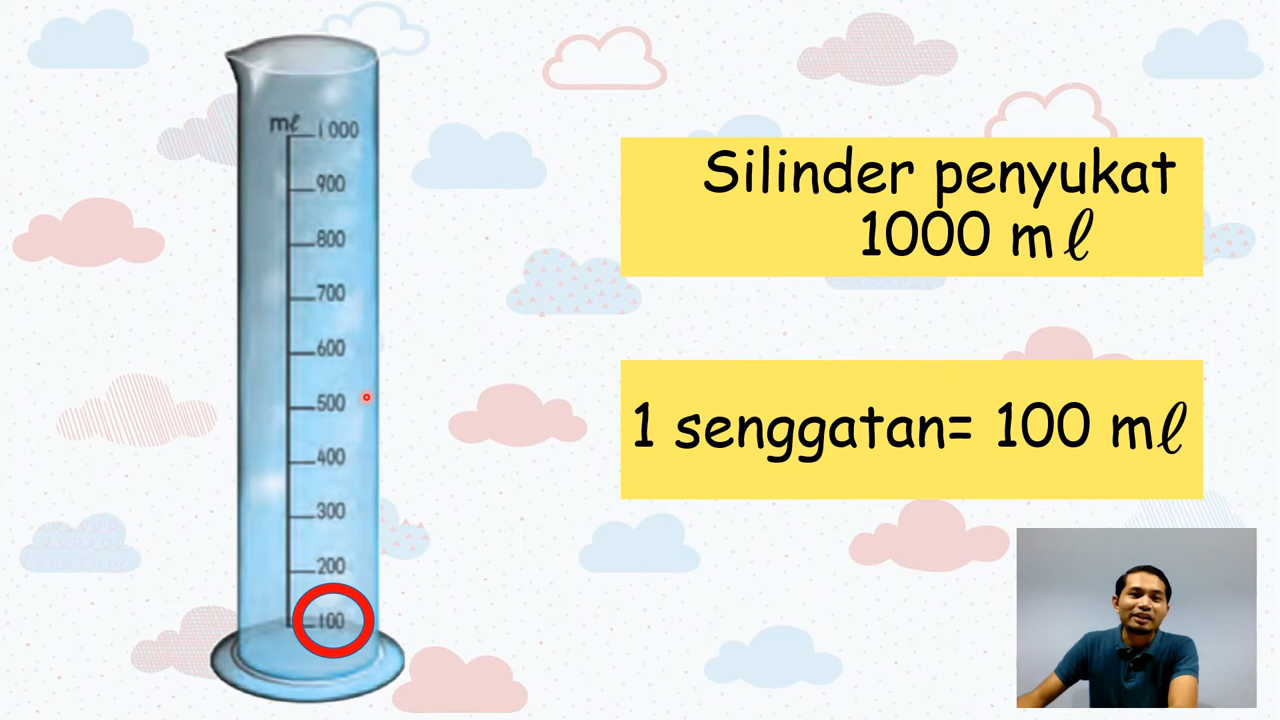 mℓ
1 000
900
800
700
600
500
400
300
200
100
Silinder penyukat
1000 mℓ
1 senggatan= 100 mℓ